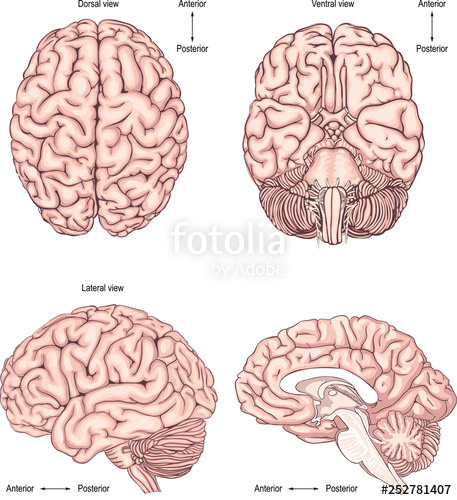 Dorsal view
Anterior
Posterior
Ventral view
Anterior
Posterior
fotolia
by Adobe
Lateral view
Anterior
Posterior
Anterior
Posterior
#252781407